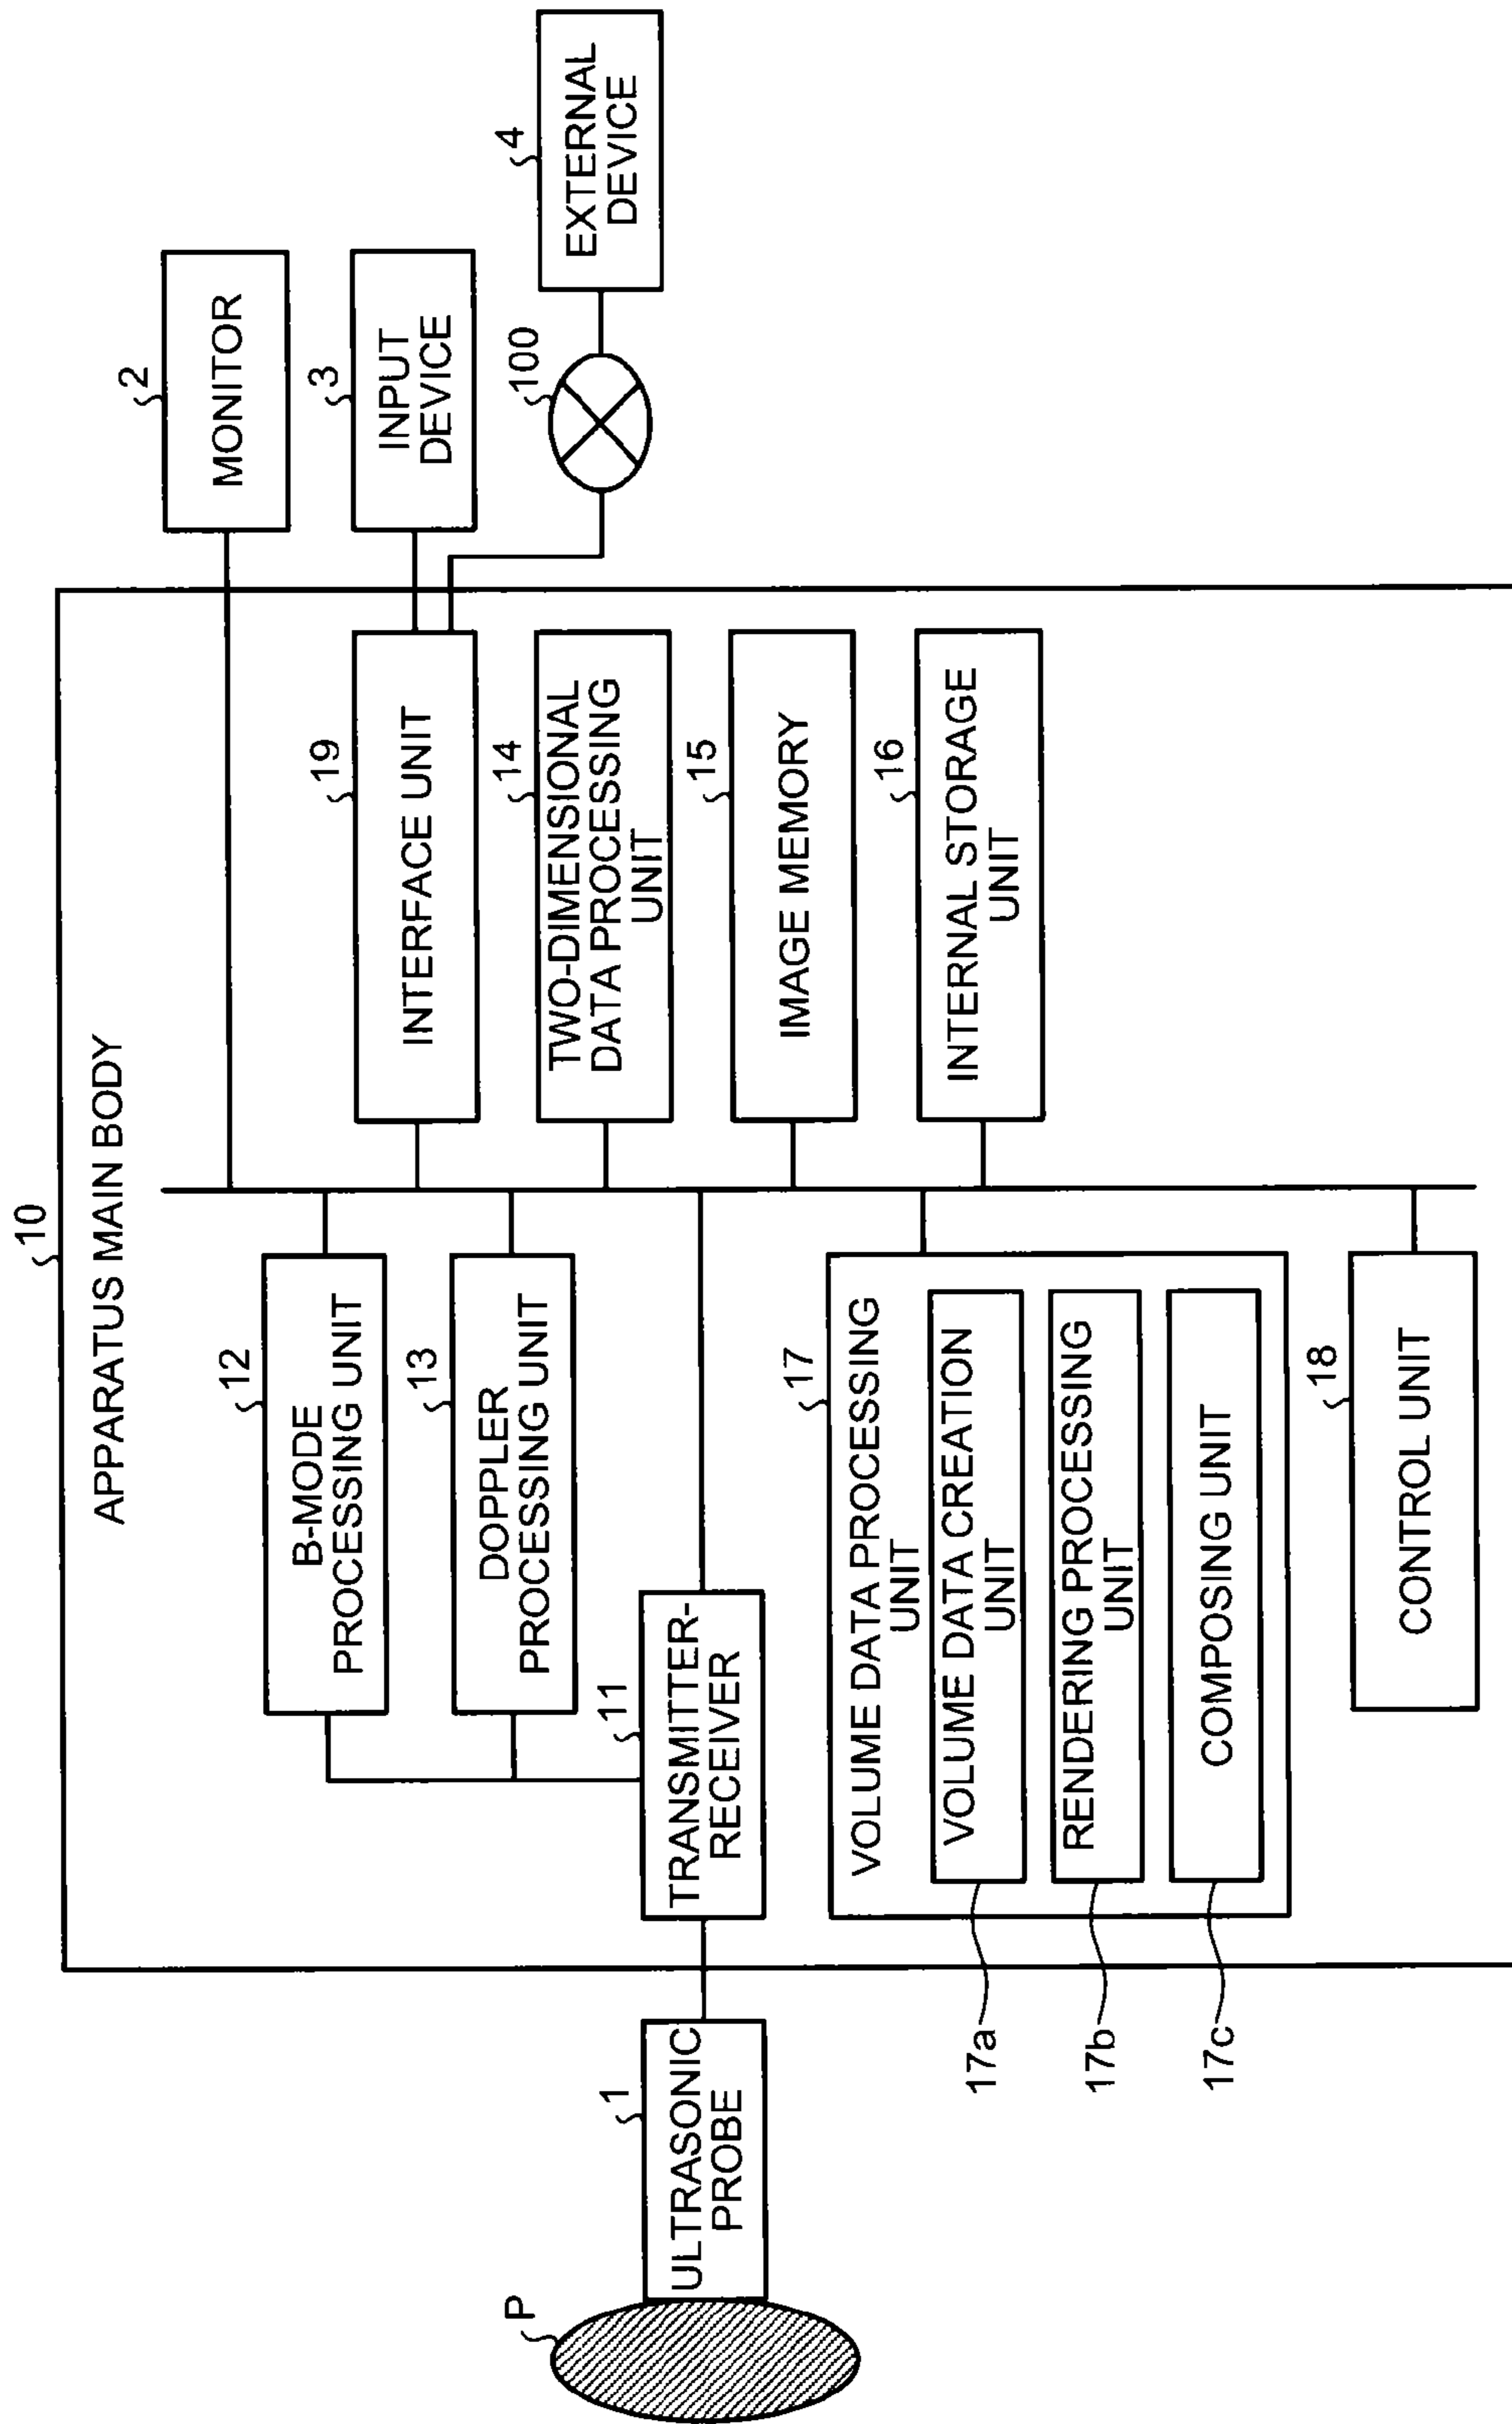 10
APPARATUS MAIN BODY
P
1
ULTRASONIC
PROBE
11
TRANSMITTER-
RECEIVER
12
B-MODE
PROCESSING UNIT
13
DOPPLER
PROCESSING UNIT
17
VOLUME DATA PROCESSING
UNIT
17a
VOLUME DATA CREATION
UNIT
17b
RENDERING PROCESSING
UNIT
17c
COMPOSING UNIT
18
CONTROL UNIT
19
INTERFACE UNIT
14
TWO-DIMENSIONAL
DATA PROCESSING
UNIT
15
IMAGE MEMORY
16
INTERNAL STORAGE
UNIT
2
MONITOR
3
INPUT
DEVICE
100
4
EXTERNAL
DEVICE